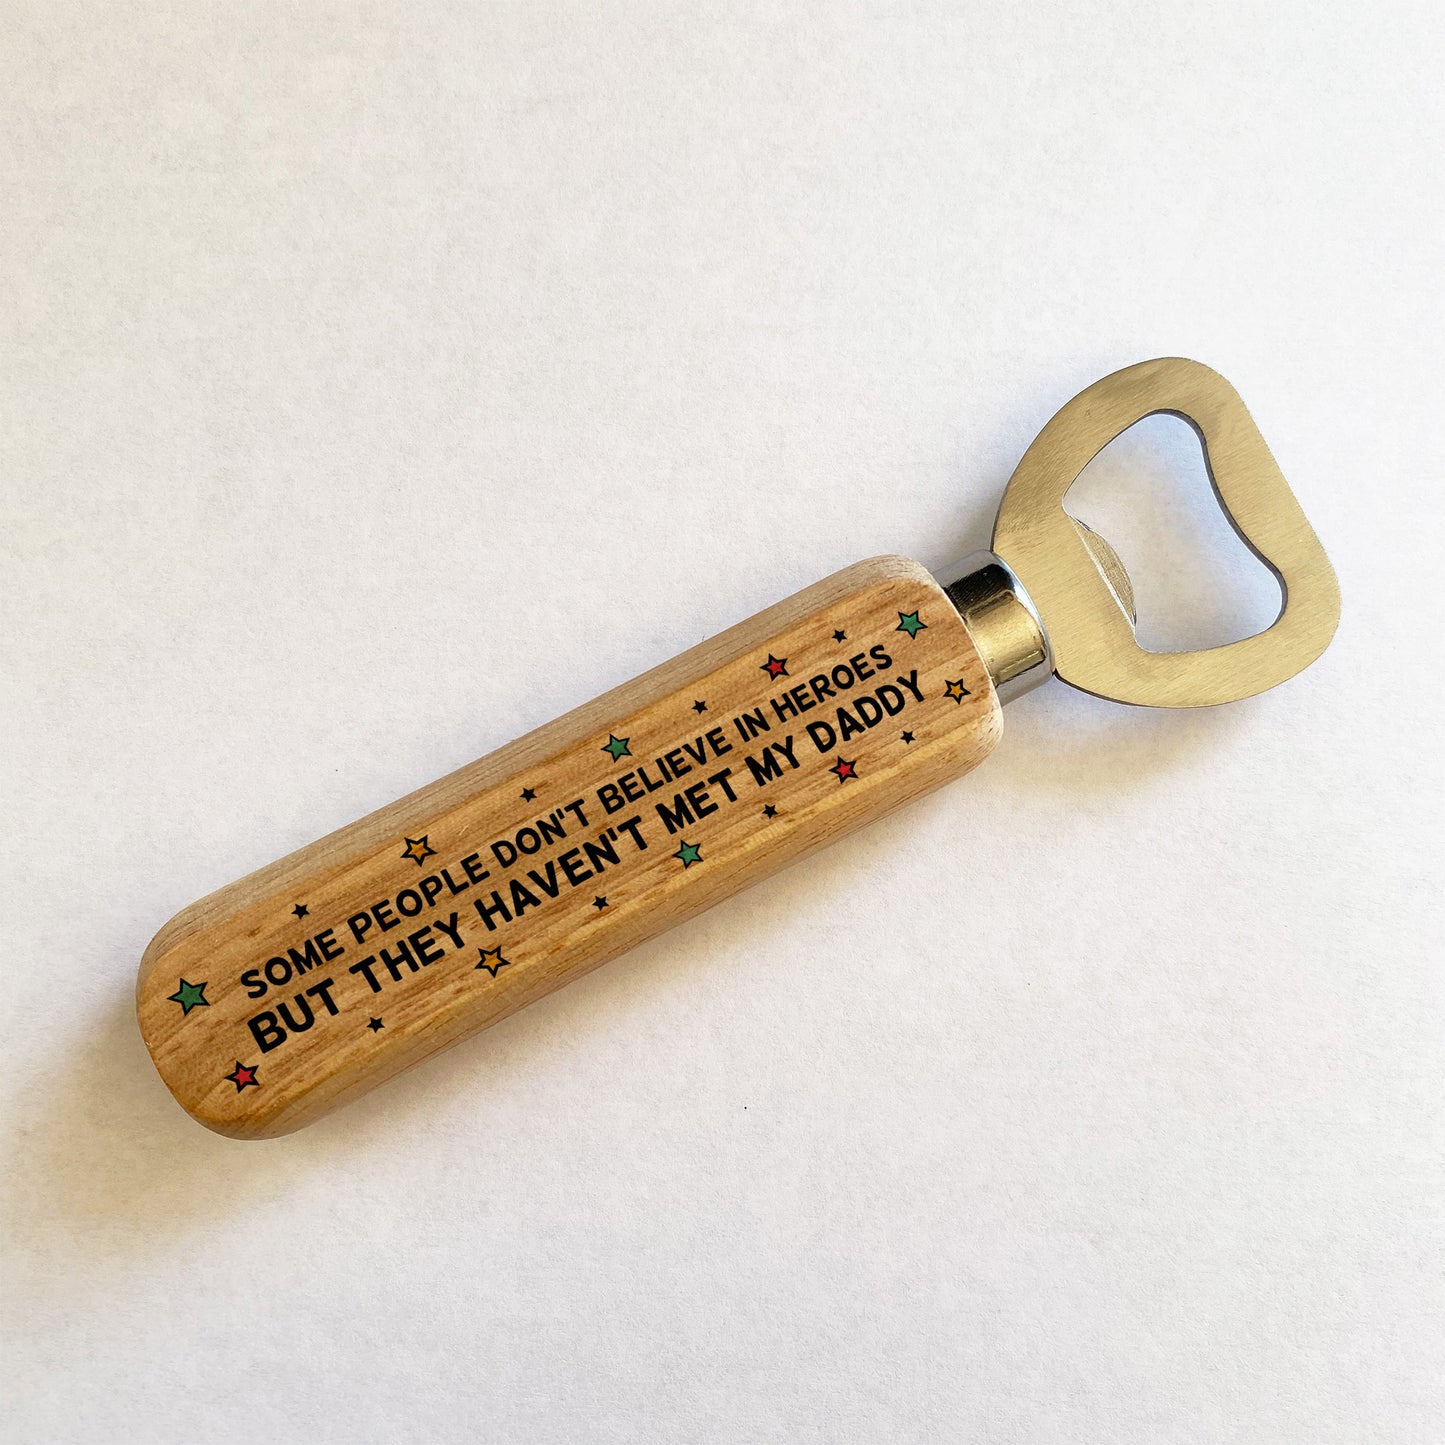 SOME PEOPLE DON'T BELIEVE IN HEROES
BUT THEY HAVEN'T MET MY DADDY